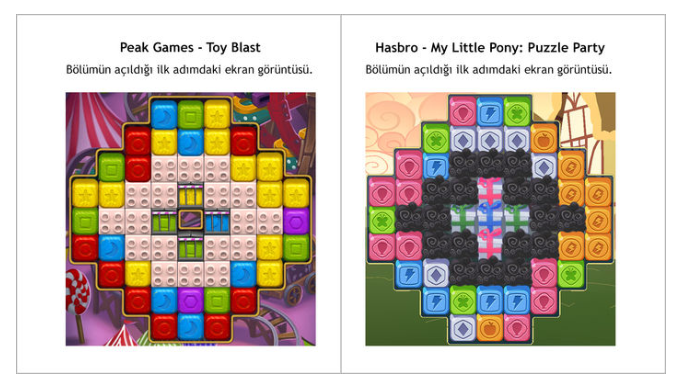 Peak Games - Toy Blast
Bölümün açıldığı ilk adımdaki ekran görüntüsü.
Hasbro - My Little Pony: Puzzle Party
Bölümün açıldığı ilk adımdaki ekran görüntüsü.